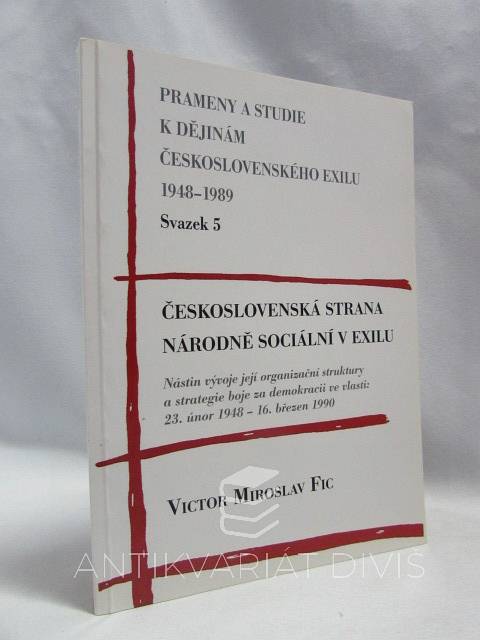 PRAMENY A STUDIE
K DĚJINÁM
ČESKOSLOVENSKÉHO EXILU
1948–1989
Svazek 5
ČESKOSLOVENSKÁ STRANA
NÁRODNĚ SOCIÁLNÍ V EXILU
Nástin vývoje její organizační struktury
a strategie boje za demokracii ve vlasti:
23. únor 1948 – 16. březen 1990
VICTOR MIROSLAV FIC
ANTIKVARIÁT DIVIŠ